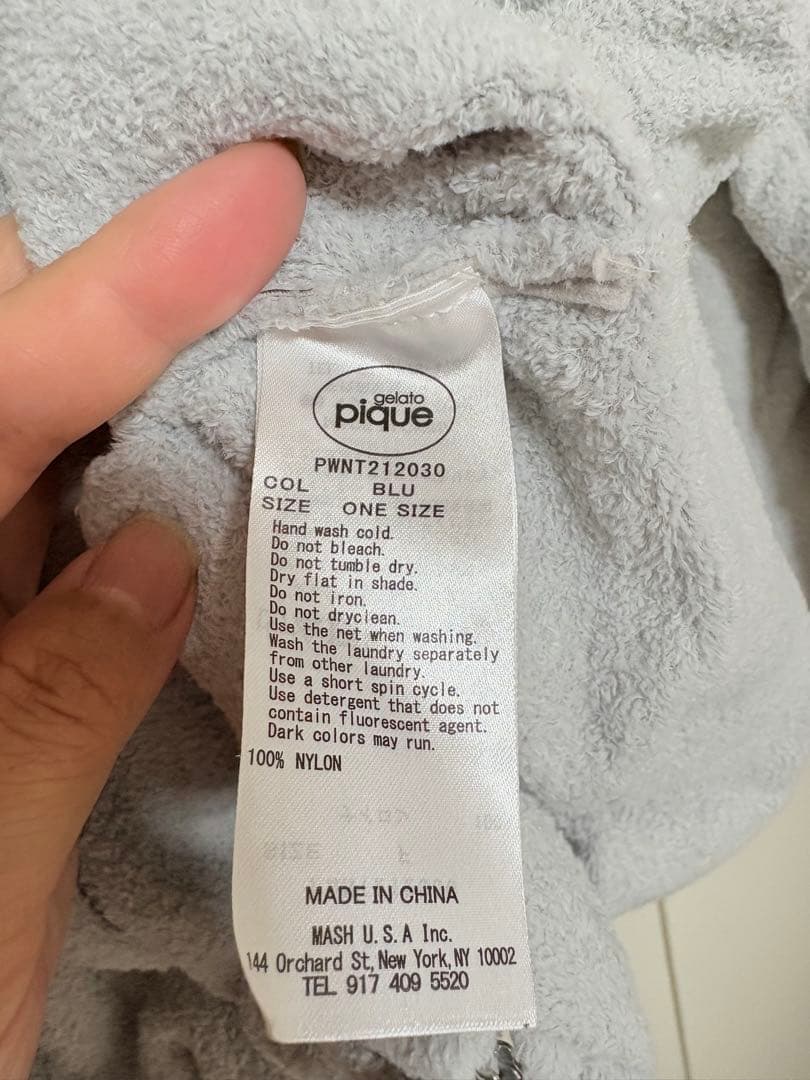 gelato
pique
PWNT212030
COL BLU
SIZE ONE SIZE
Hand wash cold.
Do not bleach.
Do not tumble dry.
Dry flat in shade.
Do not iron.
Do not dryclean.
Use the net when washing.
Wash the laundry separately
from other laundry.
Use a short spin cycle.
Use detergent that does not
contain fluorescent agent.
Dark colors may run.
100% NYLON
MADE IN CHINA
MASH U.S.A Inc.
144 Orchard St, New York, NY 10002
TEL 917 409 5520